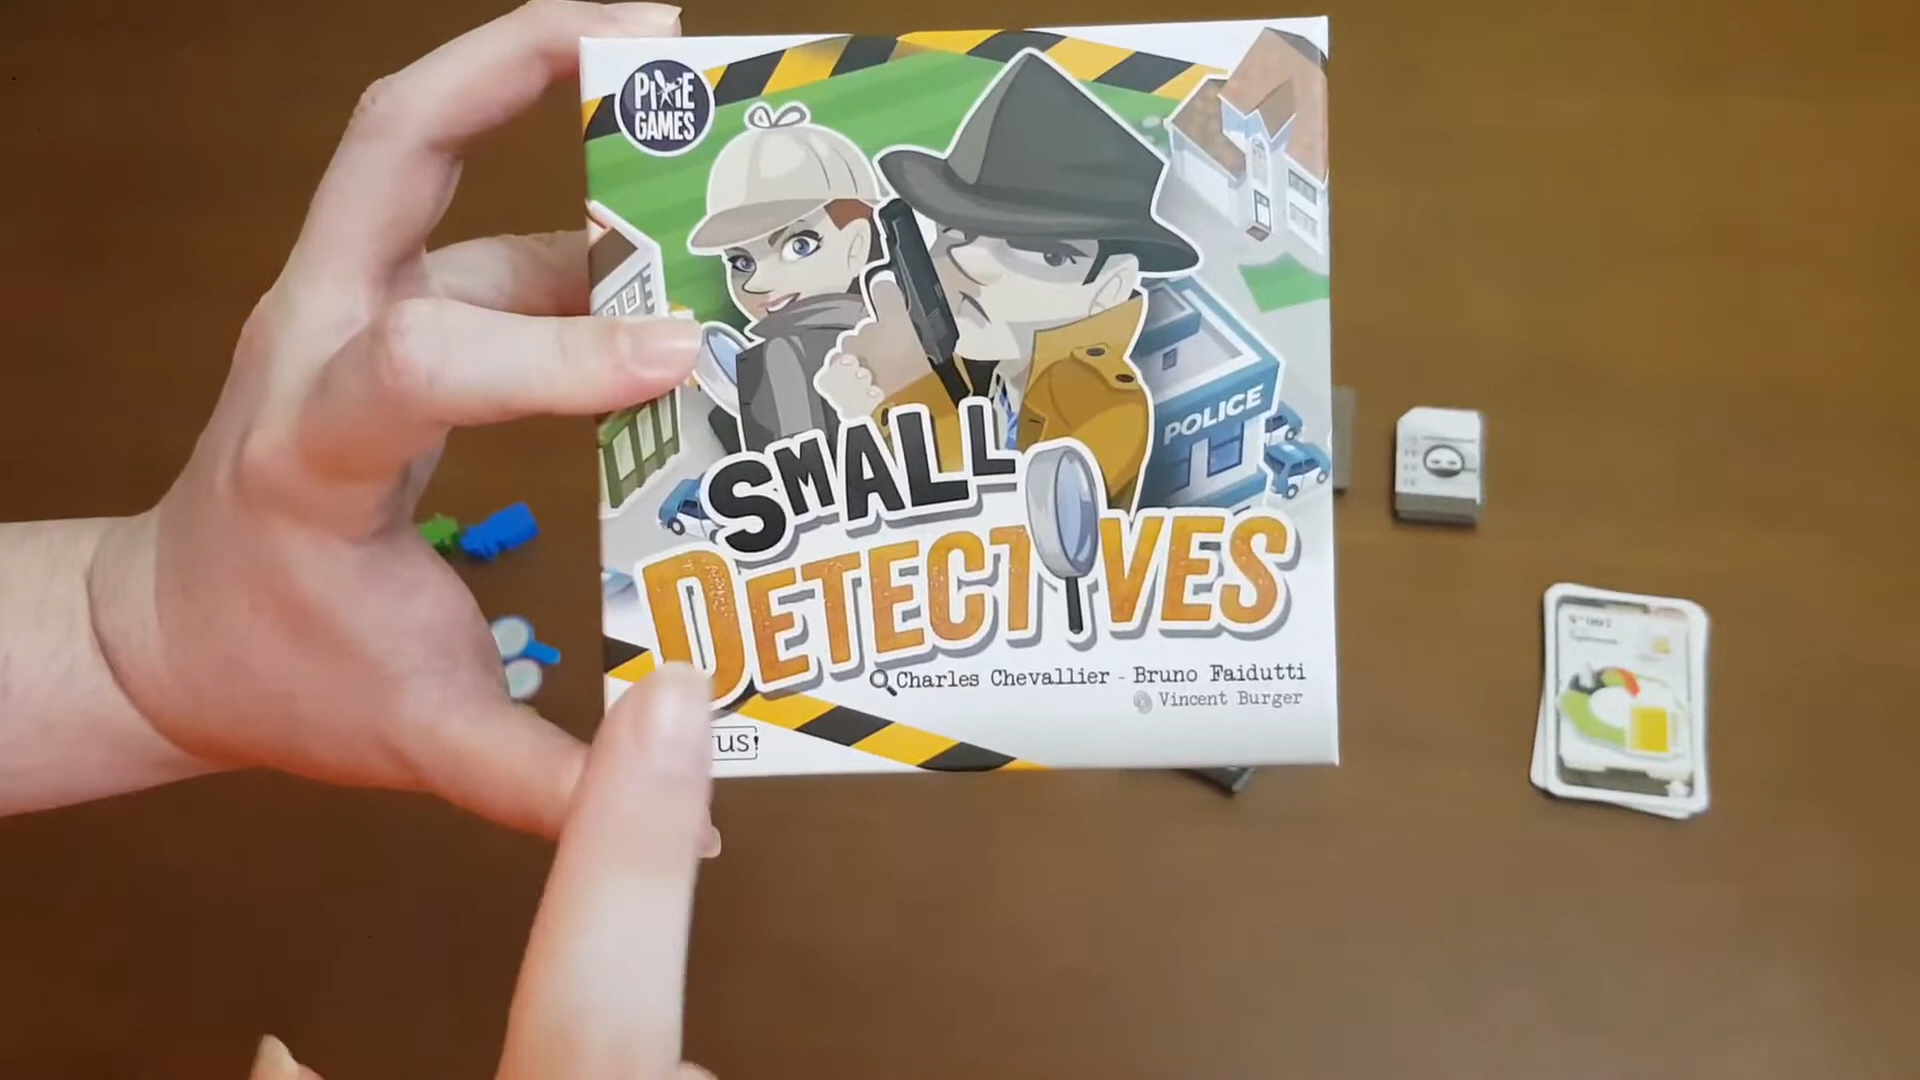 PIXIE
GAMES
POLICE
SMALL
DETECTIVES
Charles Chevallier - Bruno Faidutti
Vincent Burger